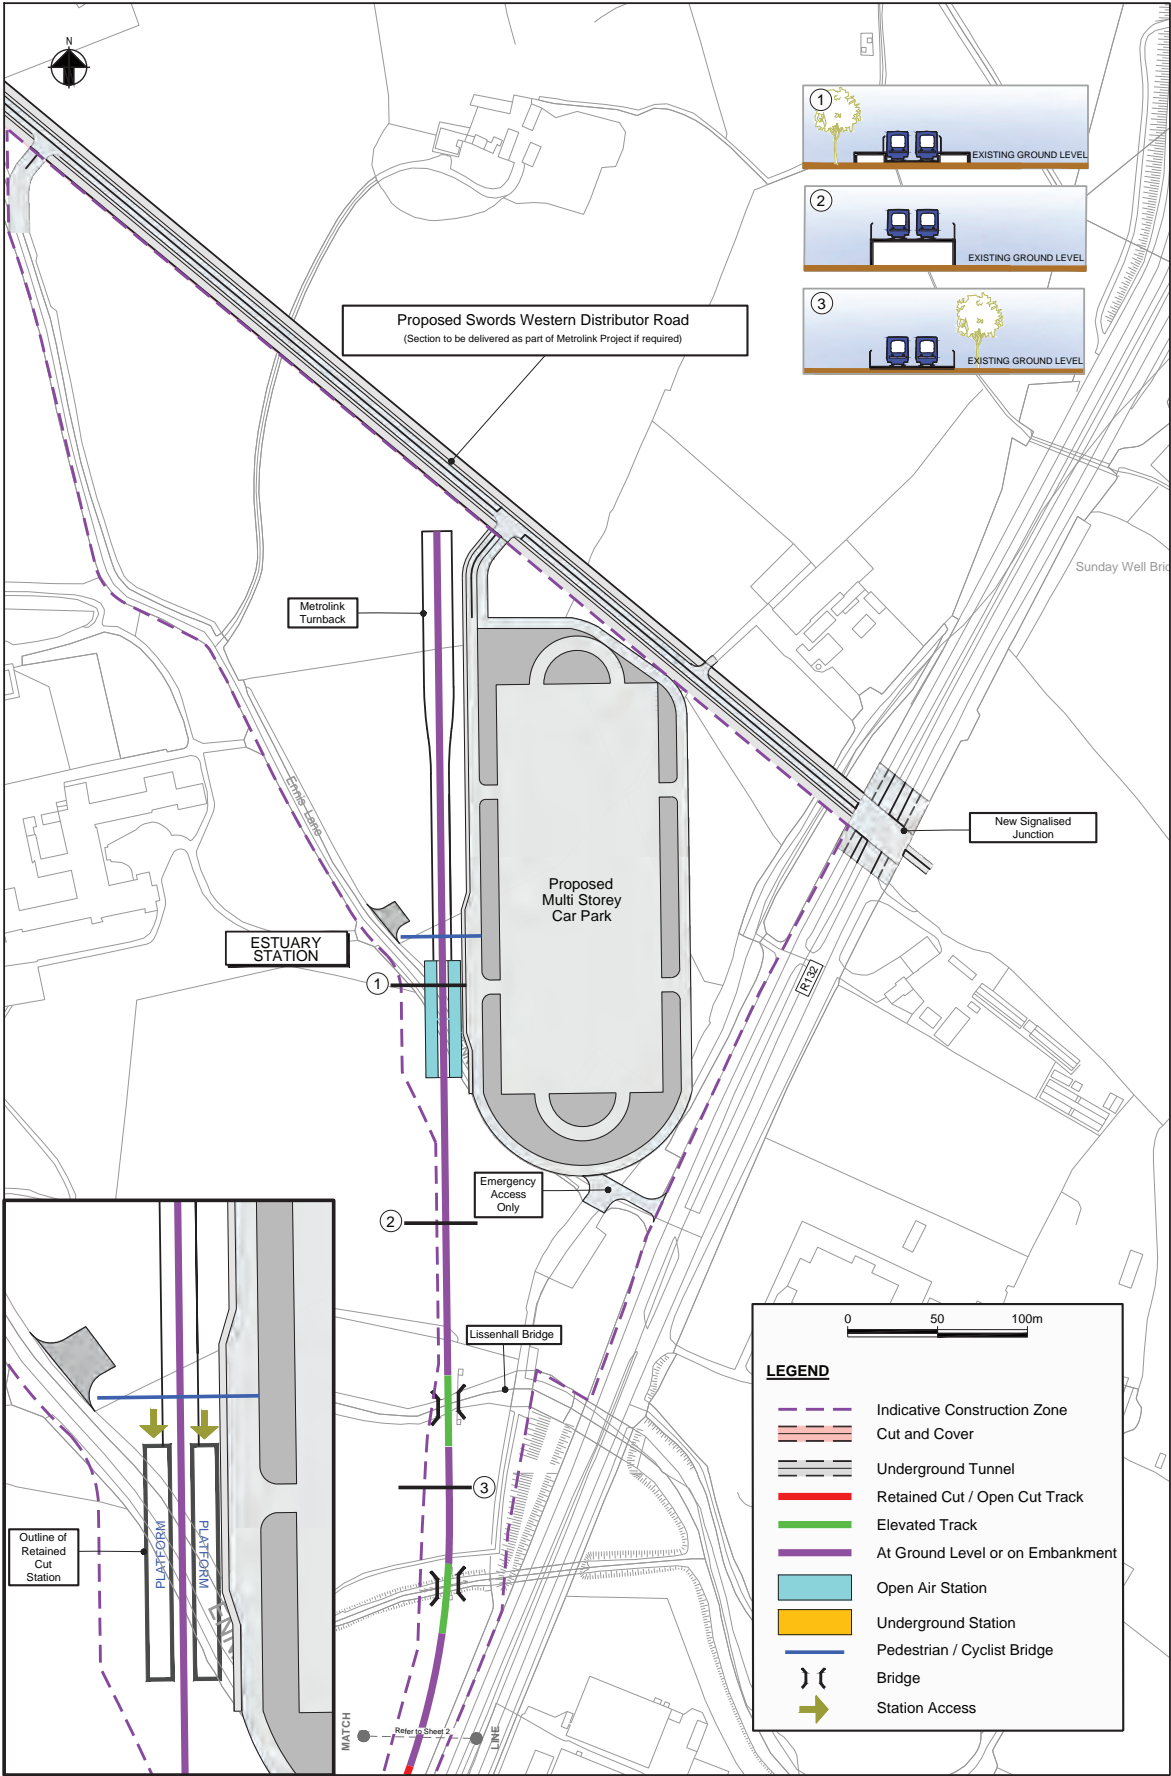 N
1
EXISTING GROUND LEVEL
2
EXISTING GROUND LEVEL
3
EXISTING GROUND LEVEL
Proposed Swords Western Distributor Road
(Section to be delivered as part of Metrolink Project if required)
Sunday Well Bri
Metrolink
Turnback
Ennis Lane
New Signalised
Junction
Proposed
Multi Storey
Car Park
ESTUARY
STATION
1
R132
Emergency
Access
Only
2
Lissenhall Bridge
3
Outline of
Retained
Cut
Station
PLATFORM
PLATFORM
MATCH
Refer to Sheet 2
LINE
0 50 100m
LEGEND
Indicative Construction Zone
Cut and Cover
Underground Tunnel
Retained Cut / Open Cut Track
Elevated Track
At Ground Level or on Embankment
Open Air Station
Underground Station
Pedestrian / Cyclist Bridge
Bridge
Station Access